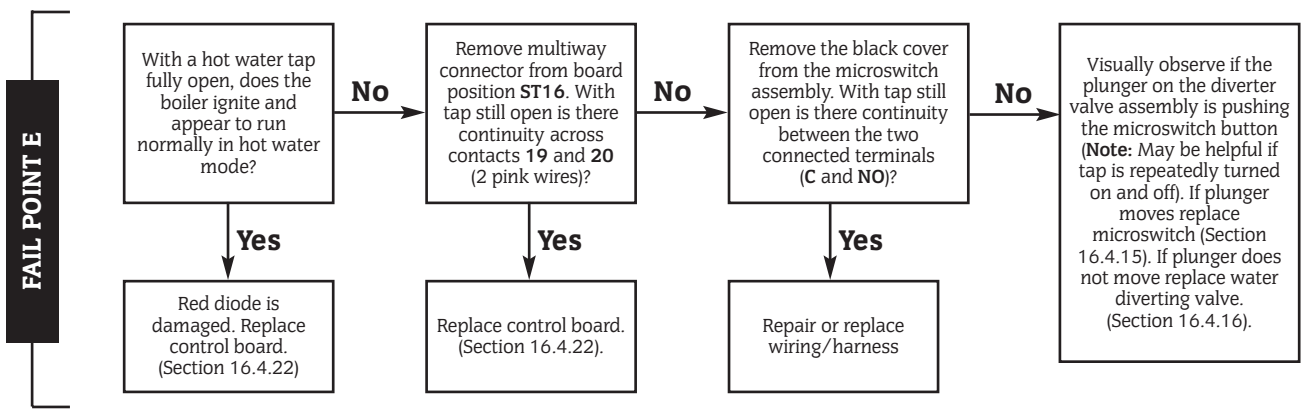 FAIL POINT E
With a hot water tap
fully open, does the
boiler ignite and
appear to run
normally in hot water
mode?
No
Remove multiway
connector from board
position ST16. With
tap still open is there
continuity across
contacts 19 and 20
(2 pink wires)?
No
Remove the black cover
from the microswitch
assembly. With tap still
open is there continuity
between the two
connected terminals
(C and NO)?
No
Visually observe if the
plunger on the diverter
valve assembly is pushing
the microswitch button
(Note: May be helpful if
tap is repeatedly turned
on and off). If plunger
moves replace
microswitch (Section
16.4.15). If plunger does
not move replace water
diverting valve.
(Section 16.4.16).
Yes
Red diode is
damaged. Replace
control board.
(Section 16.4.22)
Yes
Replace control board.
(Section 16.4.22).
Yes
Repair or replace
wiring/harness